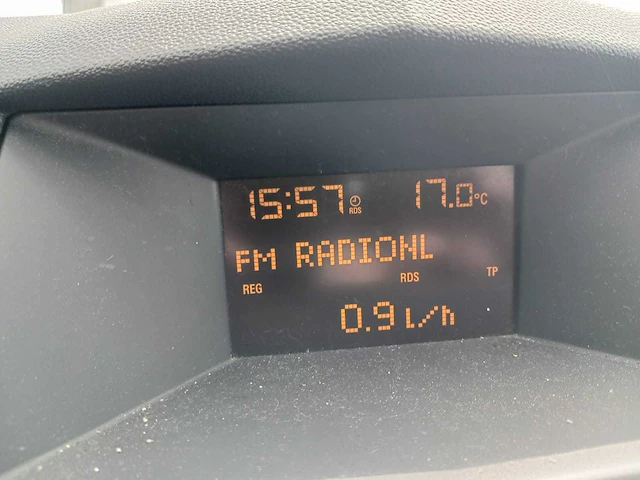 15:57 RDS 17.0°C
FM RADIONL
REG RDS TP
0.9 l/h